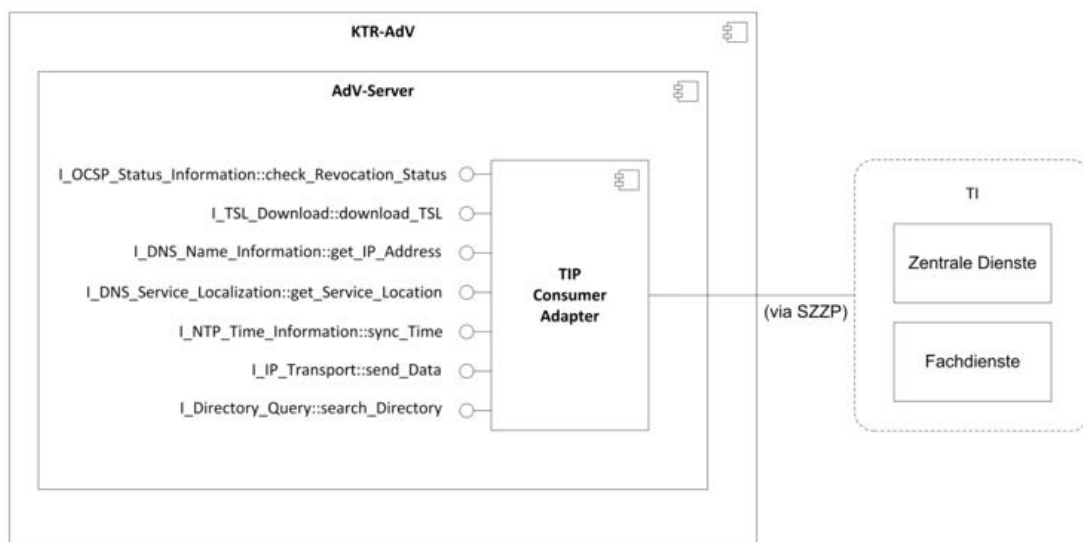 KTR-AdV
AdV-Server
I_OCSP_Status_Information::check_Revocation_Status
I_TSL_Download::download_TSL
I_DNS_Name_Information::get_IP_Address
I_DNS_Service_Localization::get_Service_Location
I_NTP_Time_Information::sync_Time
I_IP_Transport::send_Data
I_Directory_Query::search_Directory
TIP
Consumer
Adapter
(via SZZP)
TI
Zentrale Dienste
Fachdienste